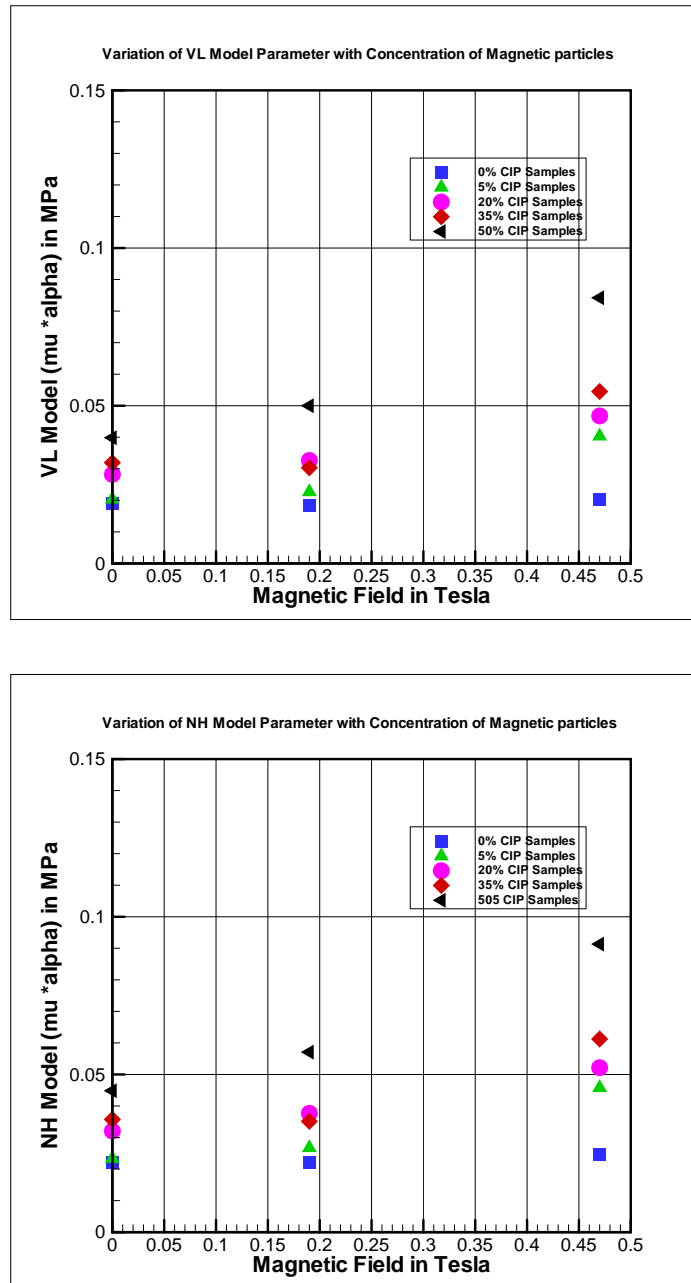 Variation of VL Model Parameter with Concentration of Magnetic particles
VL Model (mu *alpha) in MPa
0.15
0.1
0.05
0
0% CIP Samples
5% CIP Samples
20% CIP Samples
35% CIP Samples
50% CIP Samples
0 0.05 0.1 0.15 0.2 0.25 0.3 0.35 0.4 0.45 0.5
Magnetic Field in Tesla
Variation of NH Model Parameter with Concentration of Magnetic particles
NH Model (mu *alpha) in MPa
0.15
0.1
0.05
0
0% CIP Samples
5% CIP Samples
20% CIP Samples
35% CIP Samples
505 CIP Samples
0 0.05 0.1 0.15 0.2 0.25 0.3 0.35 0.4 0.45 0.5
Magnetic Field in Tesla